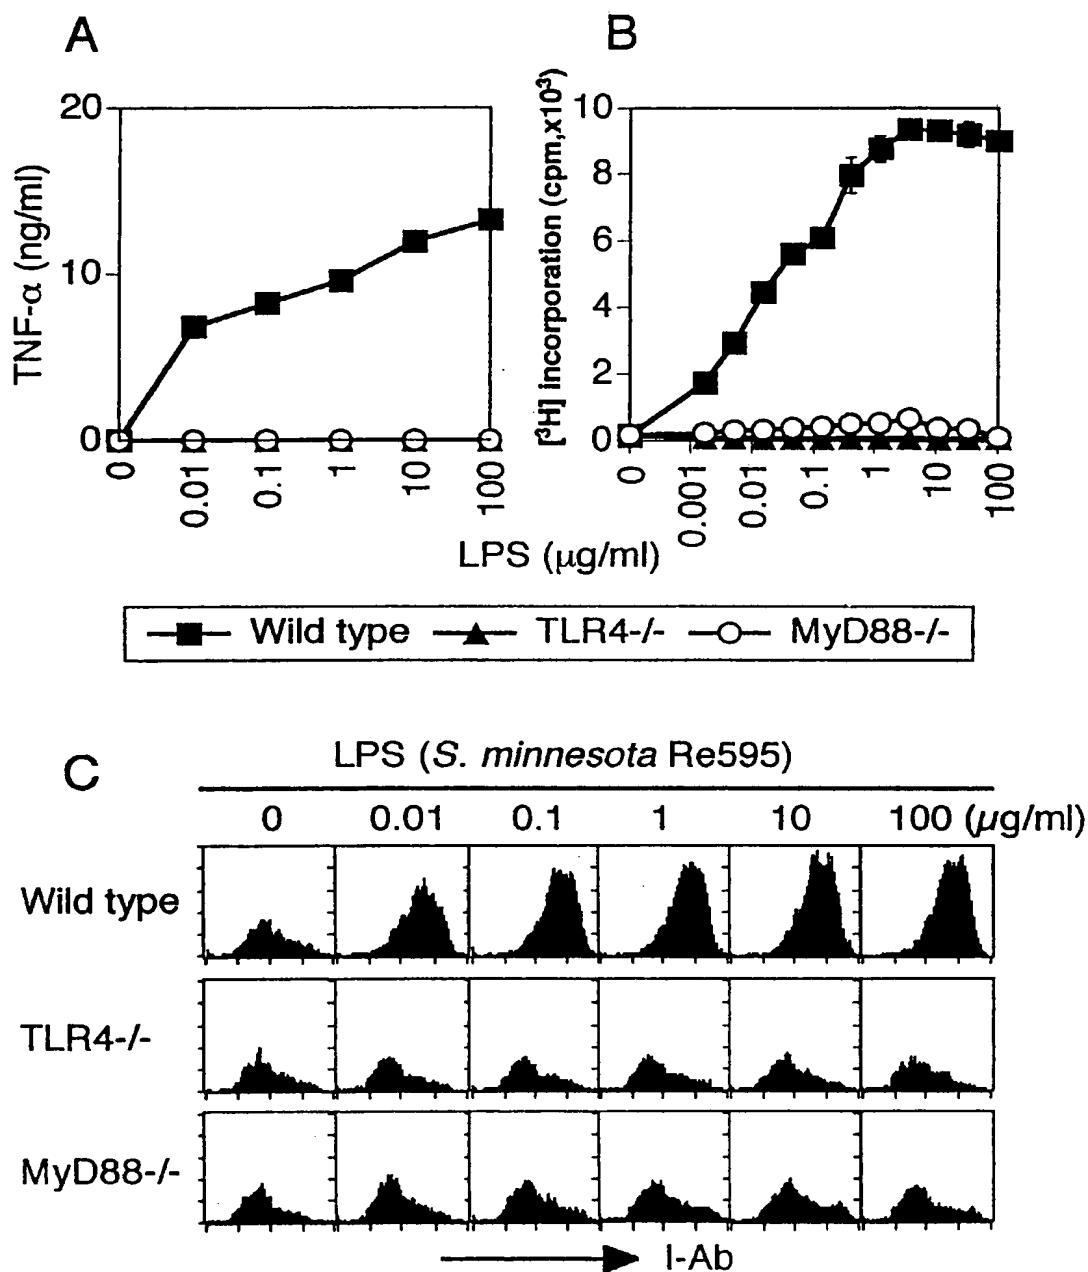 A
B
TNF-α (ng/ml)
20
10
0
0
0.01
0.1
1
10
100
[³H] incorporation (cpm,x10³)
10
8
6
4
2
0
0
0.001
0.01
0.1
1
10
100
LPS (μg/ml)
Wild type TLR4-/- MyD88-/-
C
LPS (S. minnesota Re595)
0 0.01 0.1 1 10 100 (μg/ml)
Wild type
TLR4-/-
MyD88-/-
I-Ab